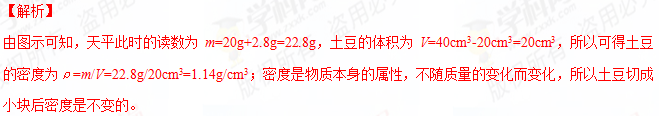 【解析】
由图示可知，天平此时的读数为 m=20g+2.8g=22.8g，土豆的体积为 V=40cm³-20cm³=20cm³，所以可得土豆
的密度为ρ=m/V=22.8g/20cm³=1.14g/cm³；密度是物质本身的属性，不随质量的变化而变化，所以土豆切成
小块后密度是不变的。